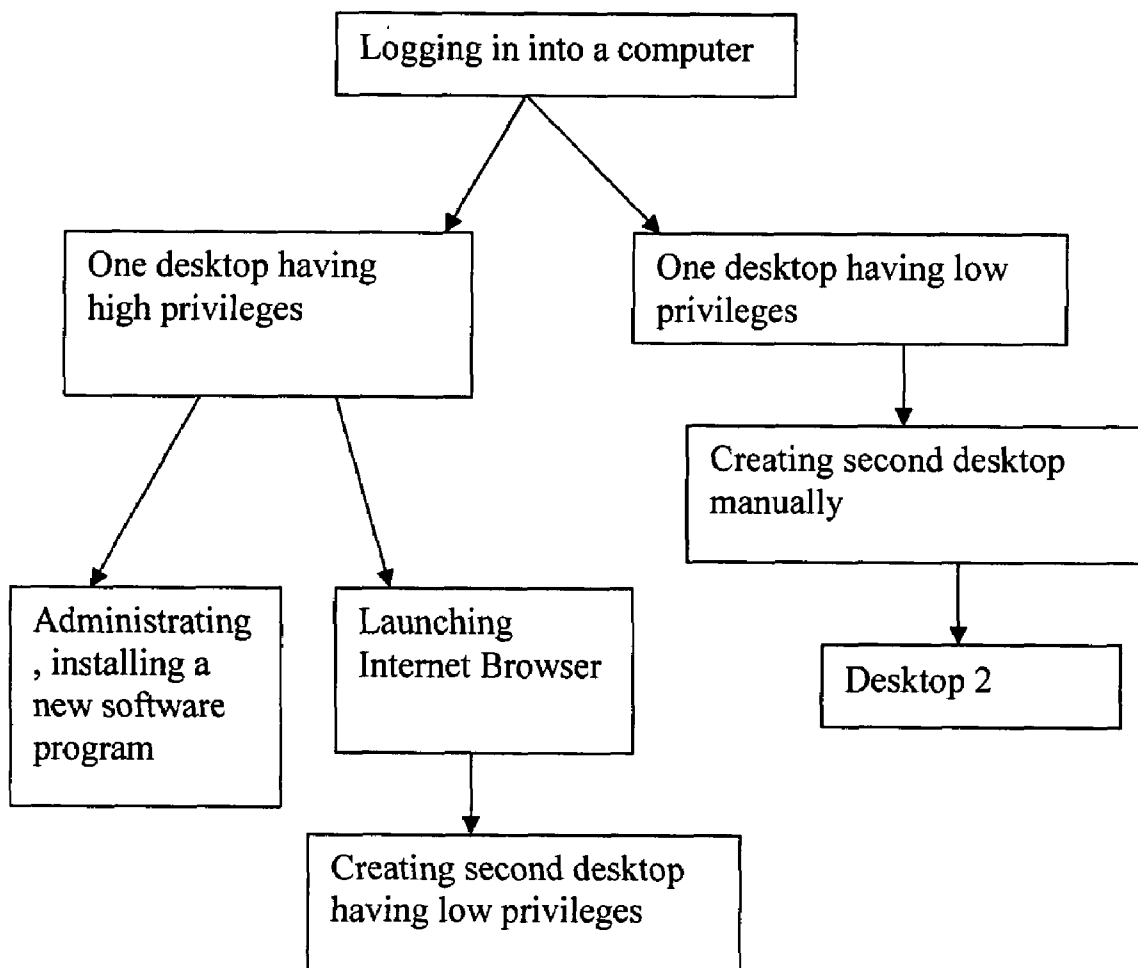 Logging in into a computer
One desktop having
high privileges
One desktop having low
privileges
Creating second desktop
manually
Administrating
, installing a
new software
program
Launching
Internet Browser
Desktop 2
Creating second desktop
having low privileges